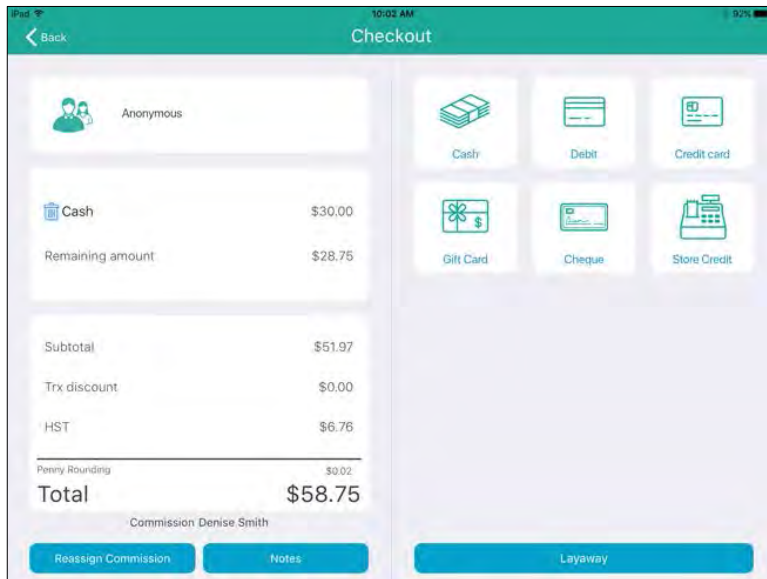 iPad 10:02 AM 92%
Back Checkout
Anonymous
Cash $30.00
Remaining amount $28.75
Subtotal $51.97
Trx discount $0.00
HST $6.76
Penny Rounding $0.02
Total $58.75
Commission Denise Smith
Reassign Commission Notes
Cash Debit Credit card
$
Gift Card Cheque Store Credit
Layaway